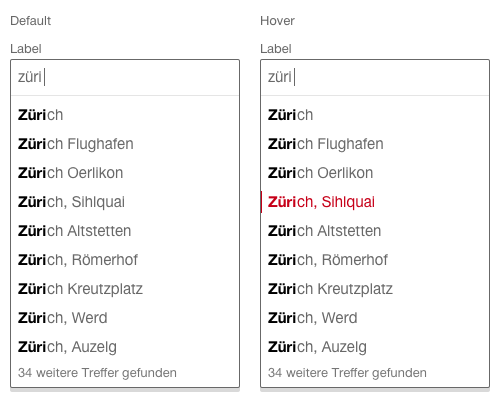 Default
Label
züri
Zürich
Zürich Flughafen
Zürich Oerlikon
Zürich, Sihlquai
Zürich Altstetten
Zürich, Römerhof
Zürich Kreutzplatz
Zürich, Werd
Zürich, Auzelg
34 weitere Treffer gefunden
Hover
Label
züri
Zürich
Zürich Flughafen
Zürich Oerlikon
Zürich, Sihlquai
Zürich Altstetten
Zürich, Römerhof
Zürich Kreutzplatz
Zürich, Werd
Zürich, Auzelg
34 weitere Treffer gefunden